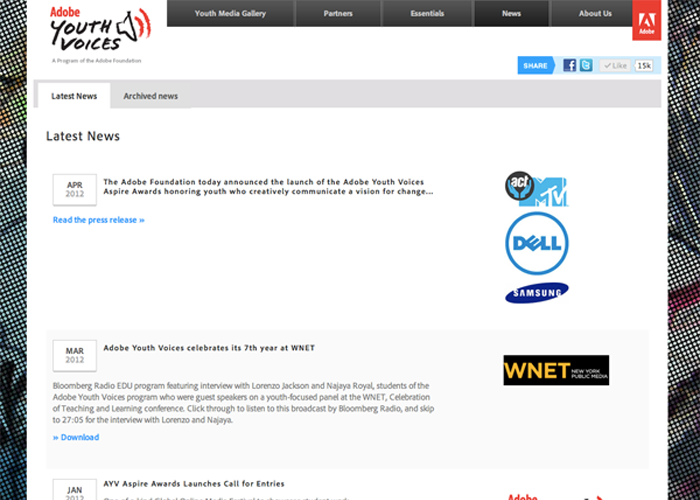 Adobe
YOUTH
VOICES
A Program of the Adobe Foundation
Youth Media Gallery
Partners
Essentials
News
About Us
Adobe
SHARE
Like
15k
Latest News
Archived news
Latest News
APR
2012
The Adobe Foundation today announced the launch of the Adobe Youth Voices
Aspire Awards honoring youth who creatively communicate a vision for change...
Read the press release »
act
MTV
DELL
SAMSUNG
MAR
2012
Adobe Youth Voices celebrates its 7th year at WNET
Bloomberg Radio EDU program featuring interview with Lorenzo Jackson and Najaya Royal, students of the
Adobe Youth Voices program who were guest speakers on a youth-focused panel at the WNET, Celebration
of Teaching and Learning conference. Click through to listen to this broadcast by Bloomberg Radio, and skip
to 27:05 for the interview with Lorenzo and Najaya.
» Download
WNET NEW YORK
PUBLIC MEDIA
JAN
2012
AYV Aspire Awards Launches Call for Entries
Adobe